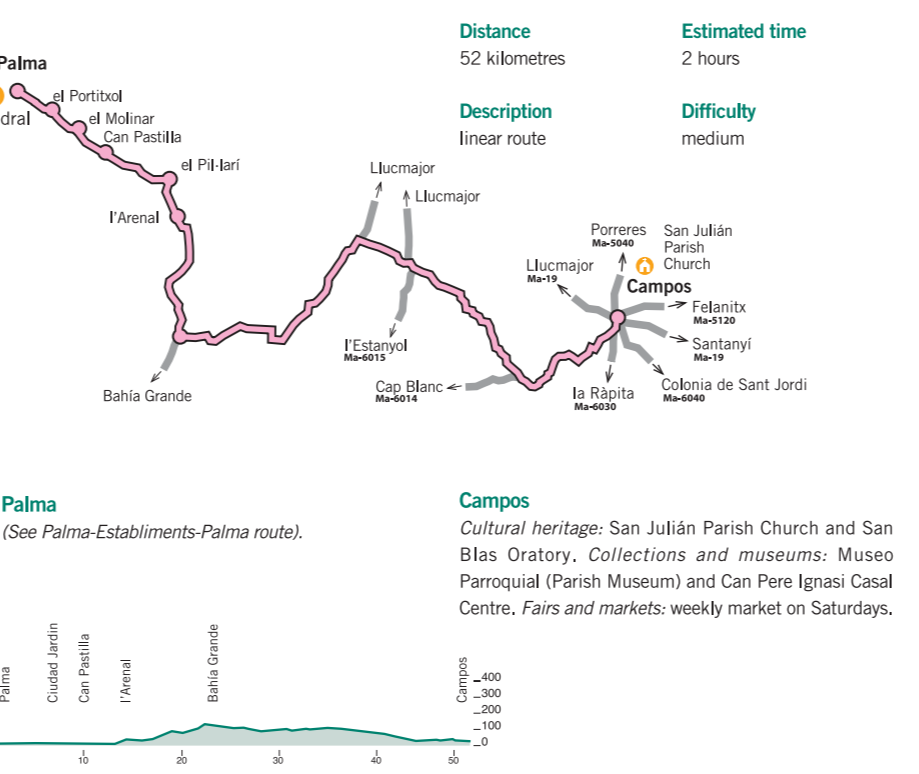 Distance
52 kilometres
Estimated time
2 hours
Description
linear route
Difficulty
medium
Palma
dral
el Portitxol
el Molinar
Can Pastilla
el Pil·larí
l'Arenal
Bahía Grande
Llucmajor
Llucmajor
l'Estanyol
Ma-6015
Cap Blanc
Ma-6014
Llucmajor
Ma-19
Porreres
Ma-5040
San Julián
Parish
Church
Campos
Felanitx
Ma-5120
Santanyí
Ma-19
Colonia de Sant Jordi
Ma-6040
la Ràpita
Ma-6030
Palma
(See Palma-Establiments-Palma route).
Campos
Cultural heritage: San Julián Parish Church and San
Blas Oratory. Collections and museums: Museo
Parroquial (Parish Museum) and Can Pere Ignasi Casal
Centre. Fairs and markets: weekly market on Saturdays.
Palma
Ciudad Jardin
Can Pastilla
l'Arenal
Bahía Grande
Campos
400
300
200
100
0
10
20
30
40
50